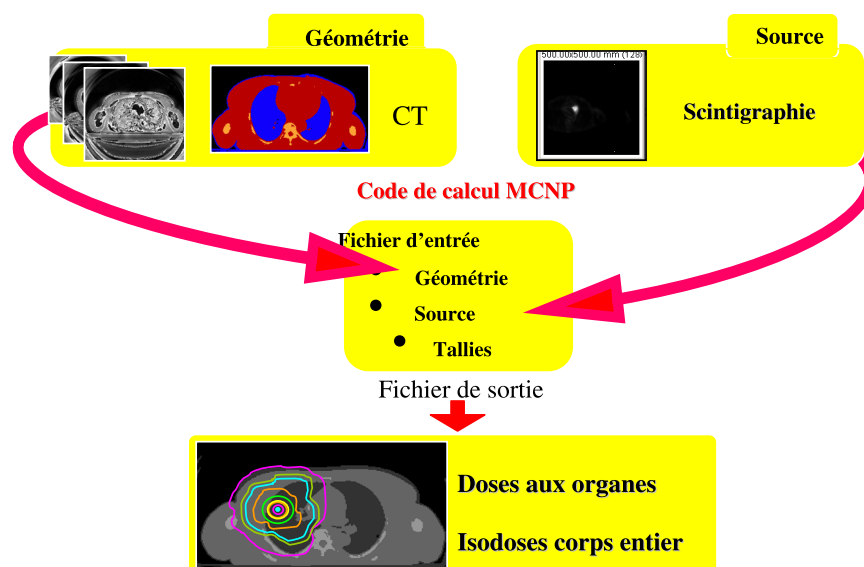 Géométrie
Source
500.00x500.00 mm (128x
CT
Scintigraphie
Code de calcul MCNP
Fichier d’entrée
Géométrie
Source
Tallies
Fichier de sortie
Doses aux organes
Isodoses corps entier